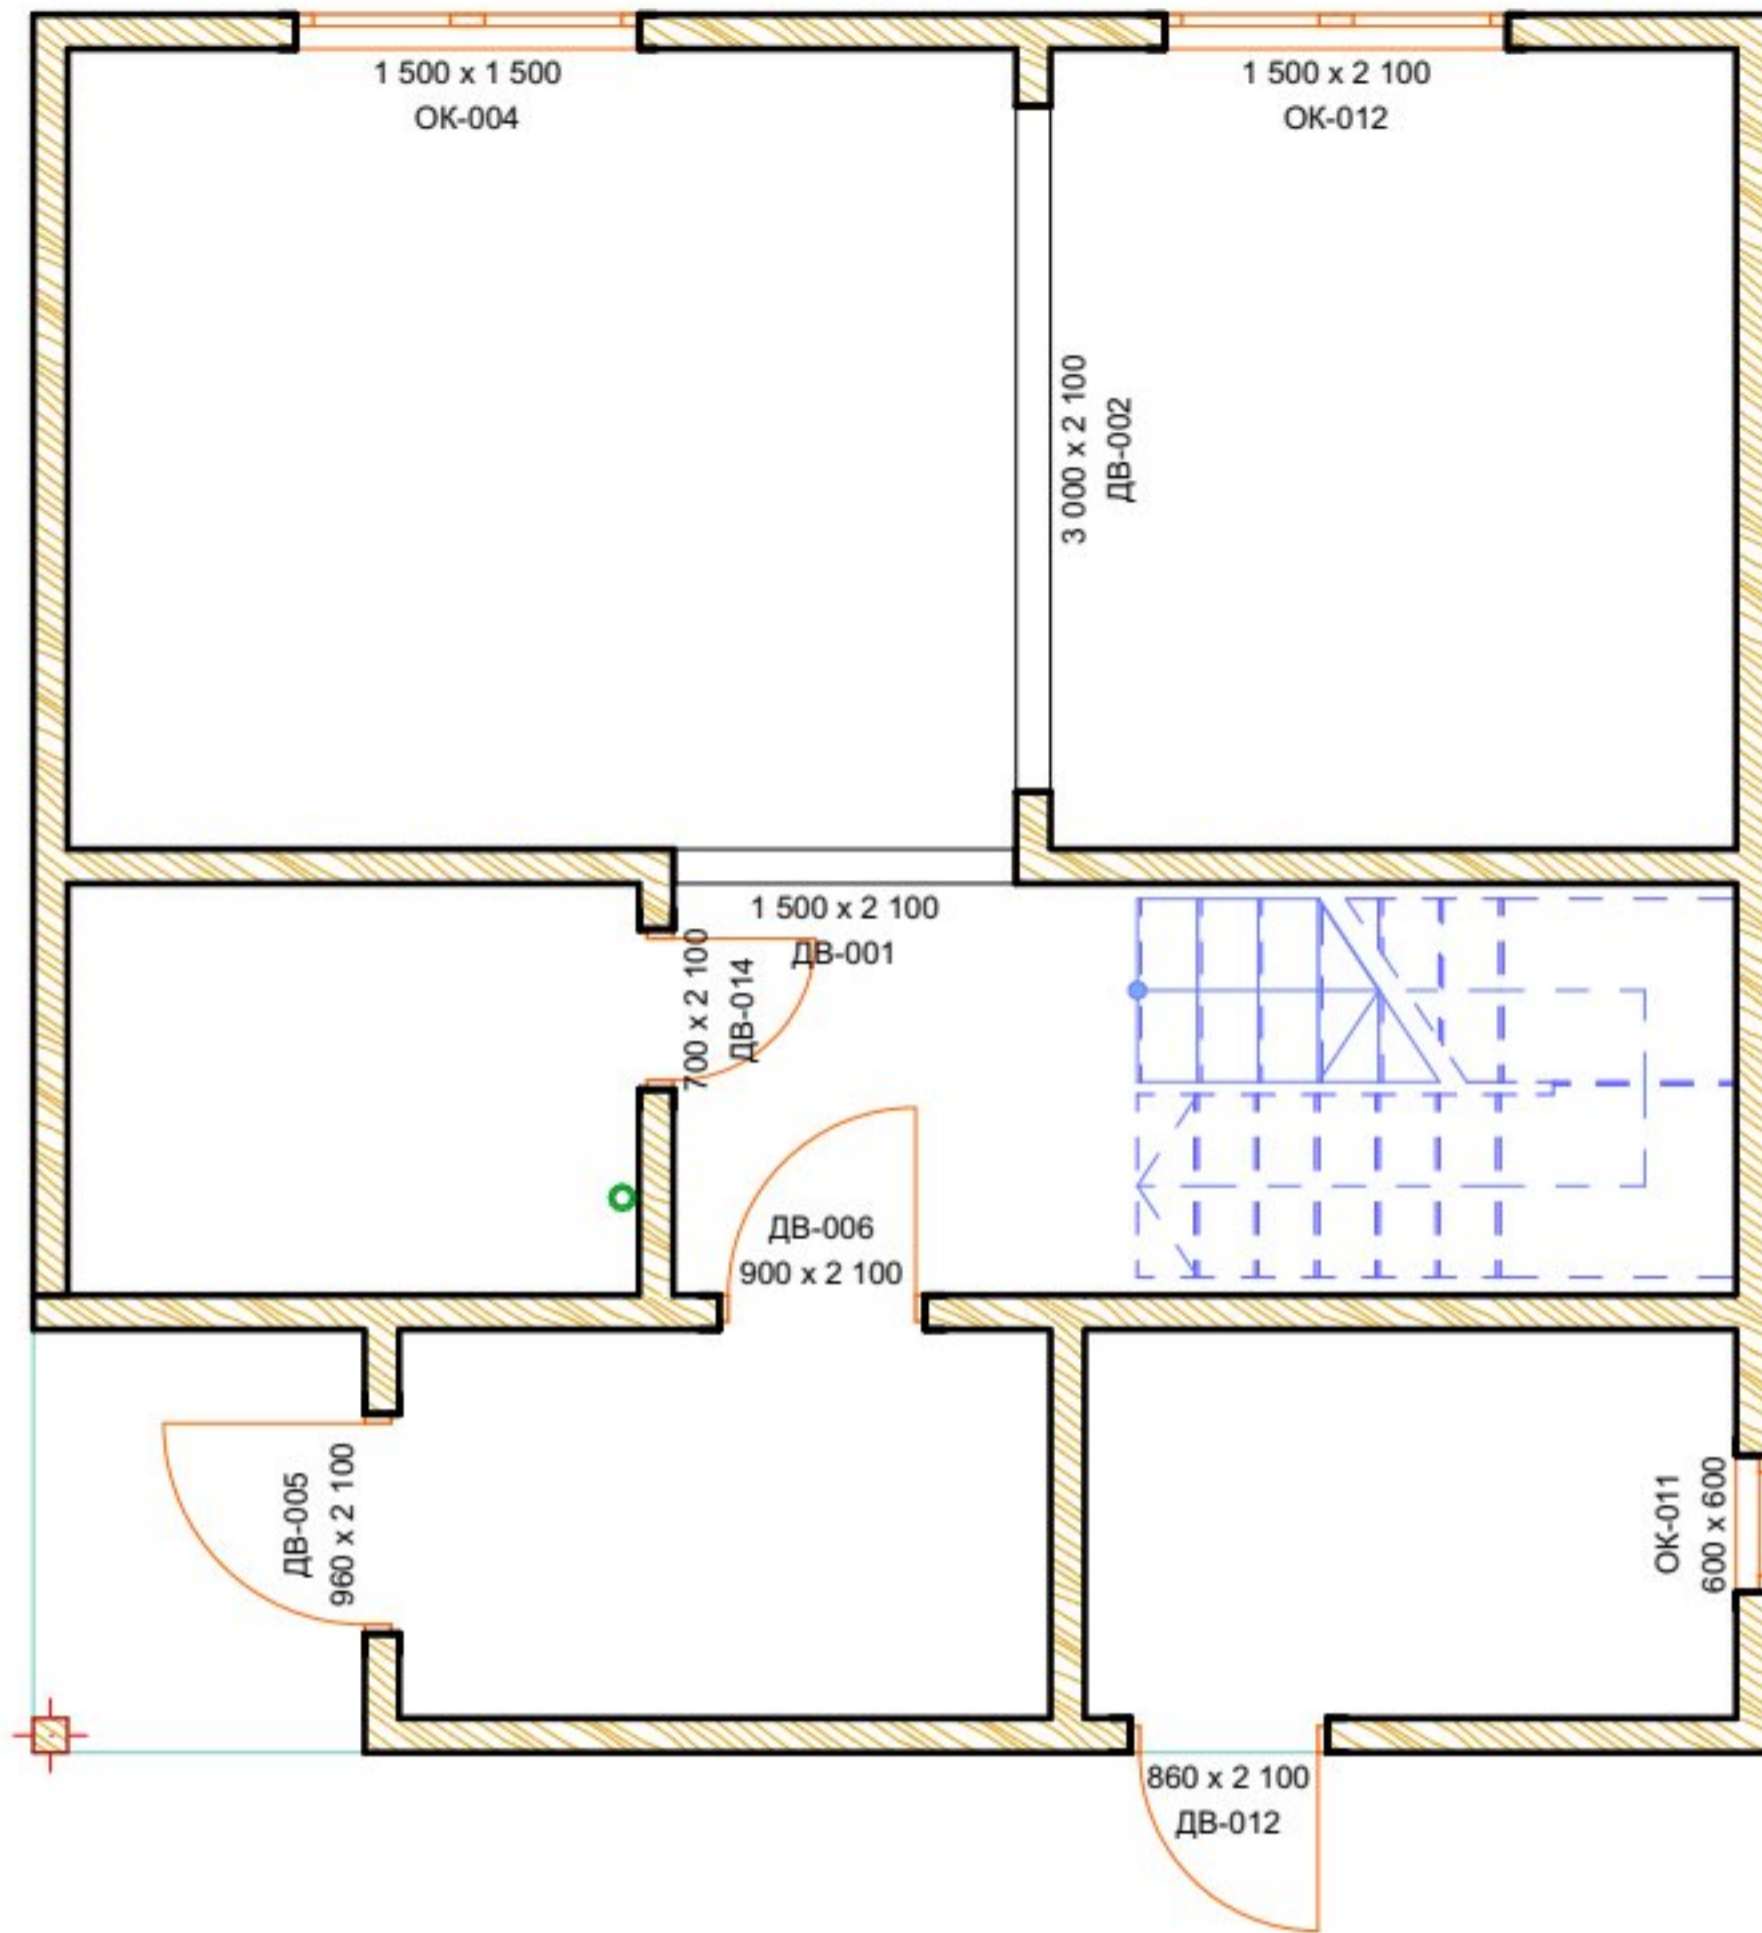 1 500 x 1 500
ОК-004
1 500 x 2 100
ОК-012
3 000 x 2 100
ДВ-002
1 500 x 2 100
ДВ-001
700 x 2 100
ДВ-014
ДВ-006
900 x 2 100
ДВ-005
960 x 2 100
ОК-011
600 x 600
860 x 2 100
ДВ-012